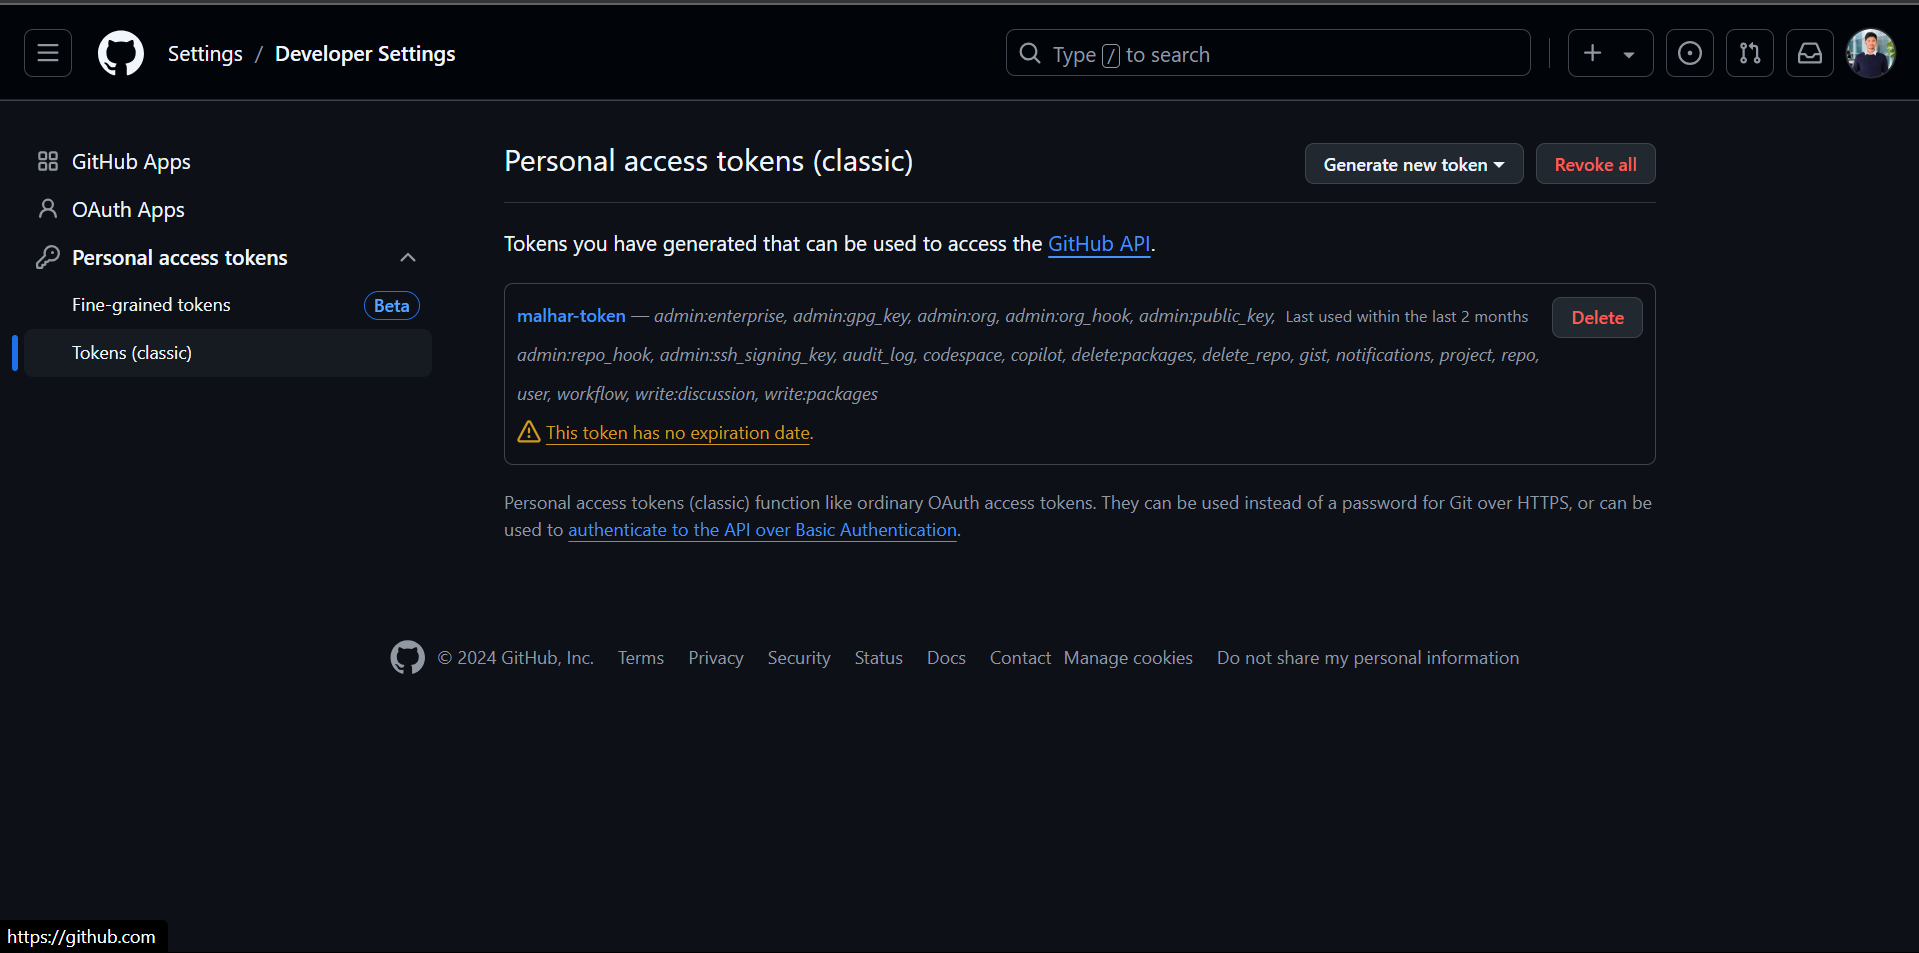 Settings / Developer Settings
Type / to search
GitHub Apps
OAuth Apps
Personal access tokens
Fine-grained tokens Beta
Tokens (classic)
Personal access tokens (classic)
Generate new token
Revoke all
Tokens you have generated that can be used to access the GitHub API.
malhar-token — admin:enterprise, admin:gpg_key, admin:org, admin:org_hook, admin:public_key, Last used within the last 2 months
Delete
admin:repo_hook, admin:ssh_signing_key, audit_log, codespace, copilot, delete:packages, delete_repo, gist, notifications, project, repo,
user, workflow, write:discussion, write:packages
This token has no expiration date.
Personal access tokens (classic) function like ordinary OAuth access tokens. They can be used instead of a password for Git over HTTPS, or can be
used to authenticate to the API over Basic Authentication.
© 2024 GitHub, Inc. Terms Privacy Security Status Docs Contact Manage cookies Do not share my personal information
https://github.com